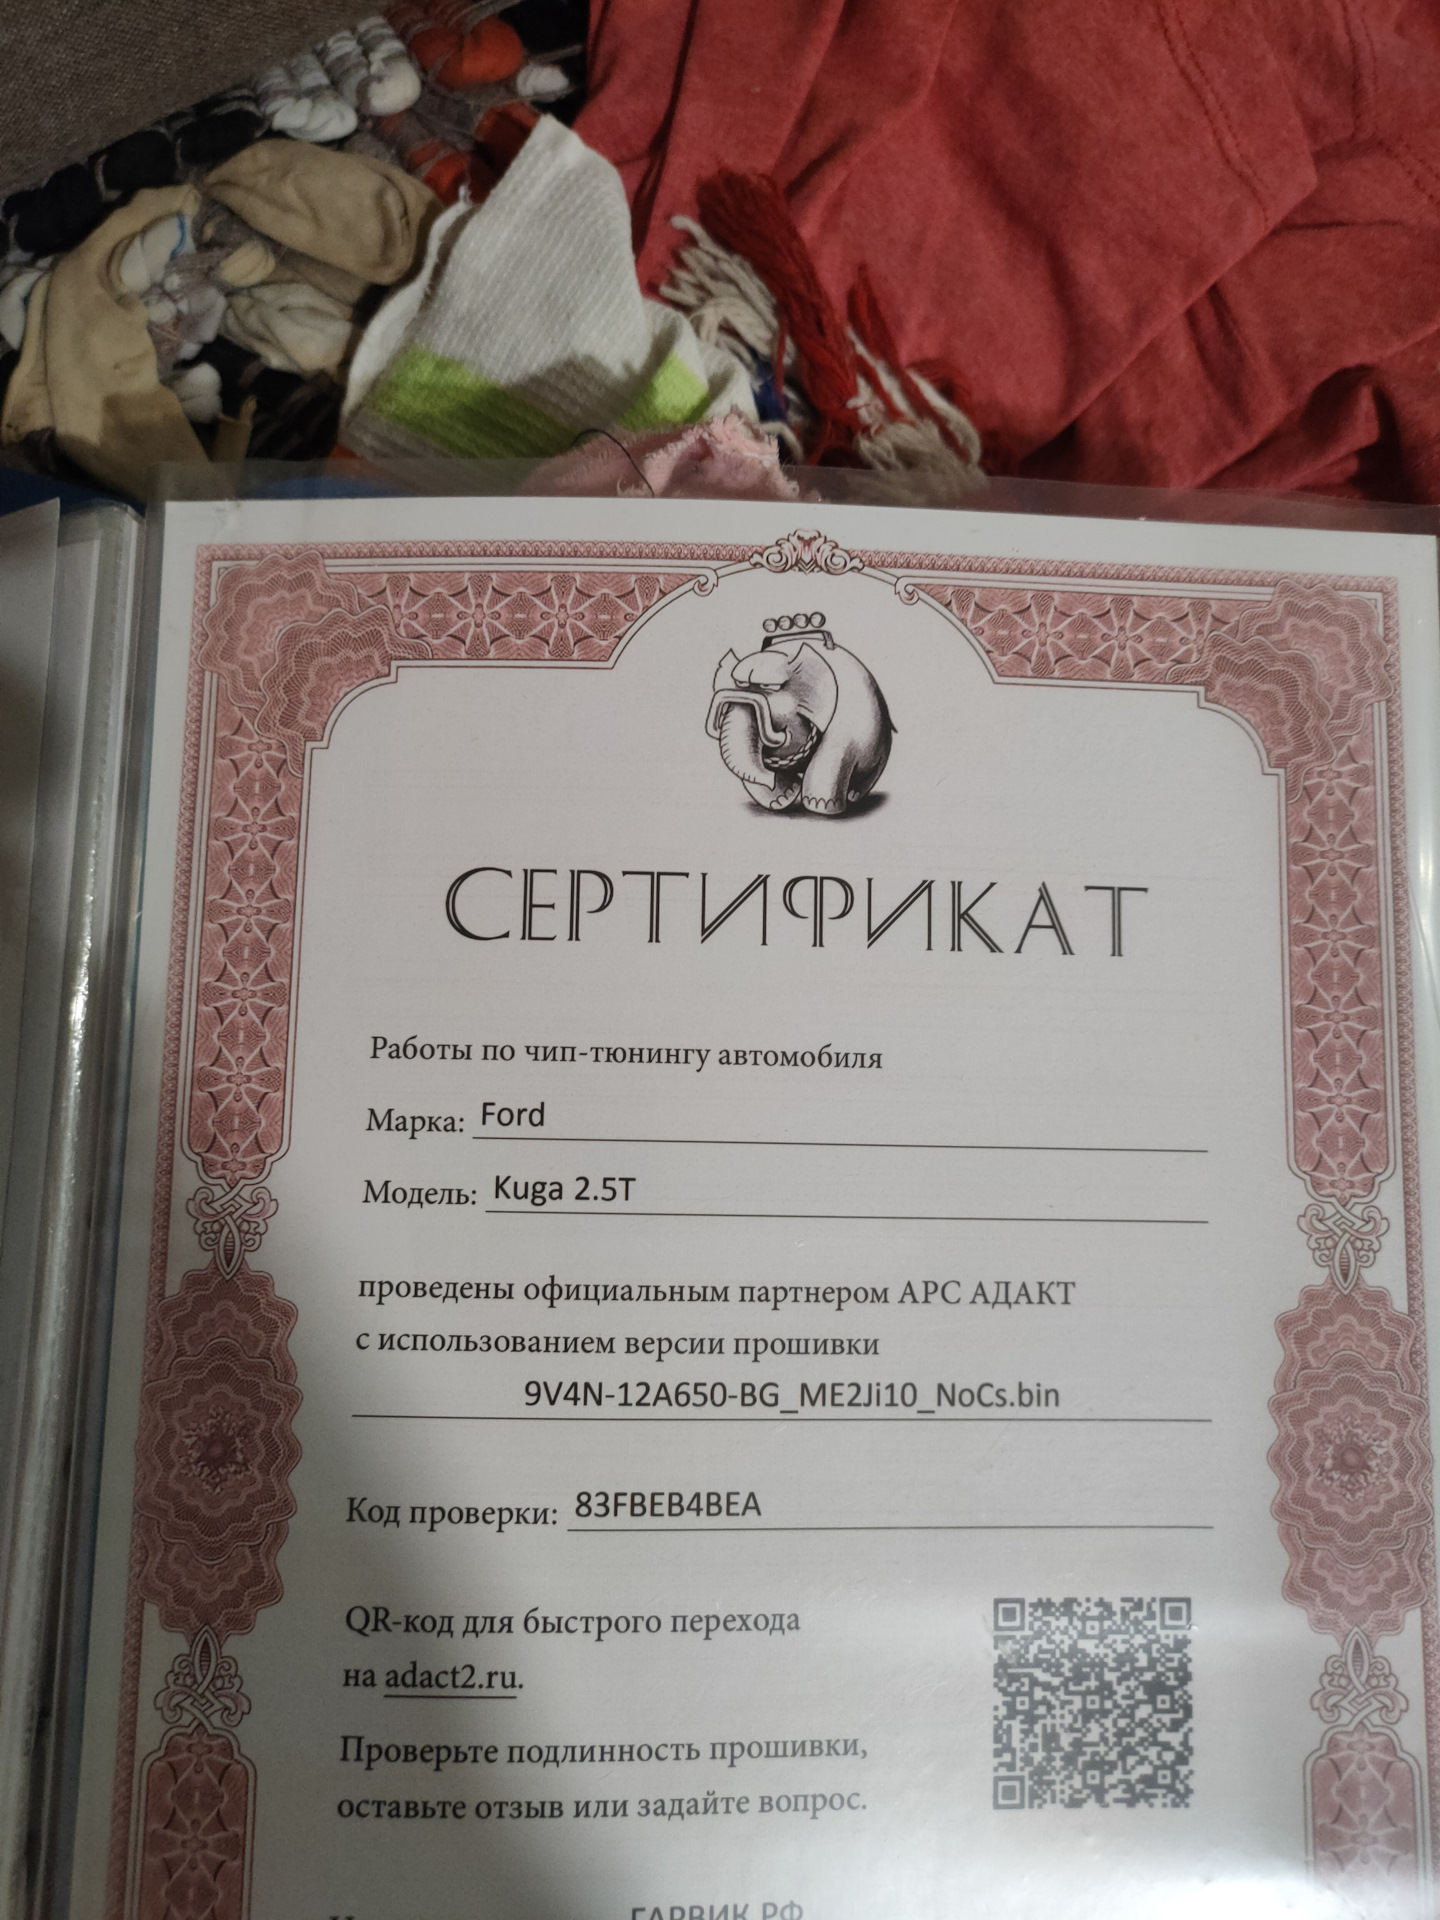 СЕРТИФИКАТ
Работы по чип-тюнингу автомобиля
Марка: Ford
Модель: Kuga 2.5T
проведены официальным партнером АРС АДАКТ
с использованием версии прошивки
9V4N-12A650-BG_ME2Ji10_NoCs.bin
Код проверки: 83FBEB4BEA
QR-код для быстрого перехода
на adact2.ru.
Проверьте подлинность прошивки,
оставьте отзыв или задайте вопрос.
ГАРВИК.РФ